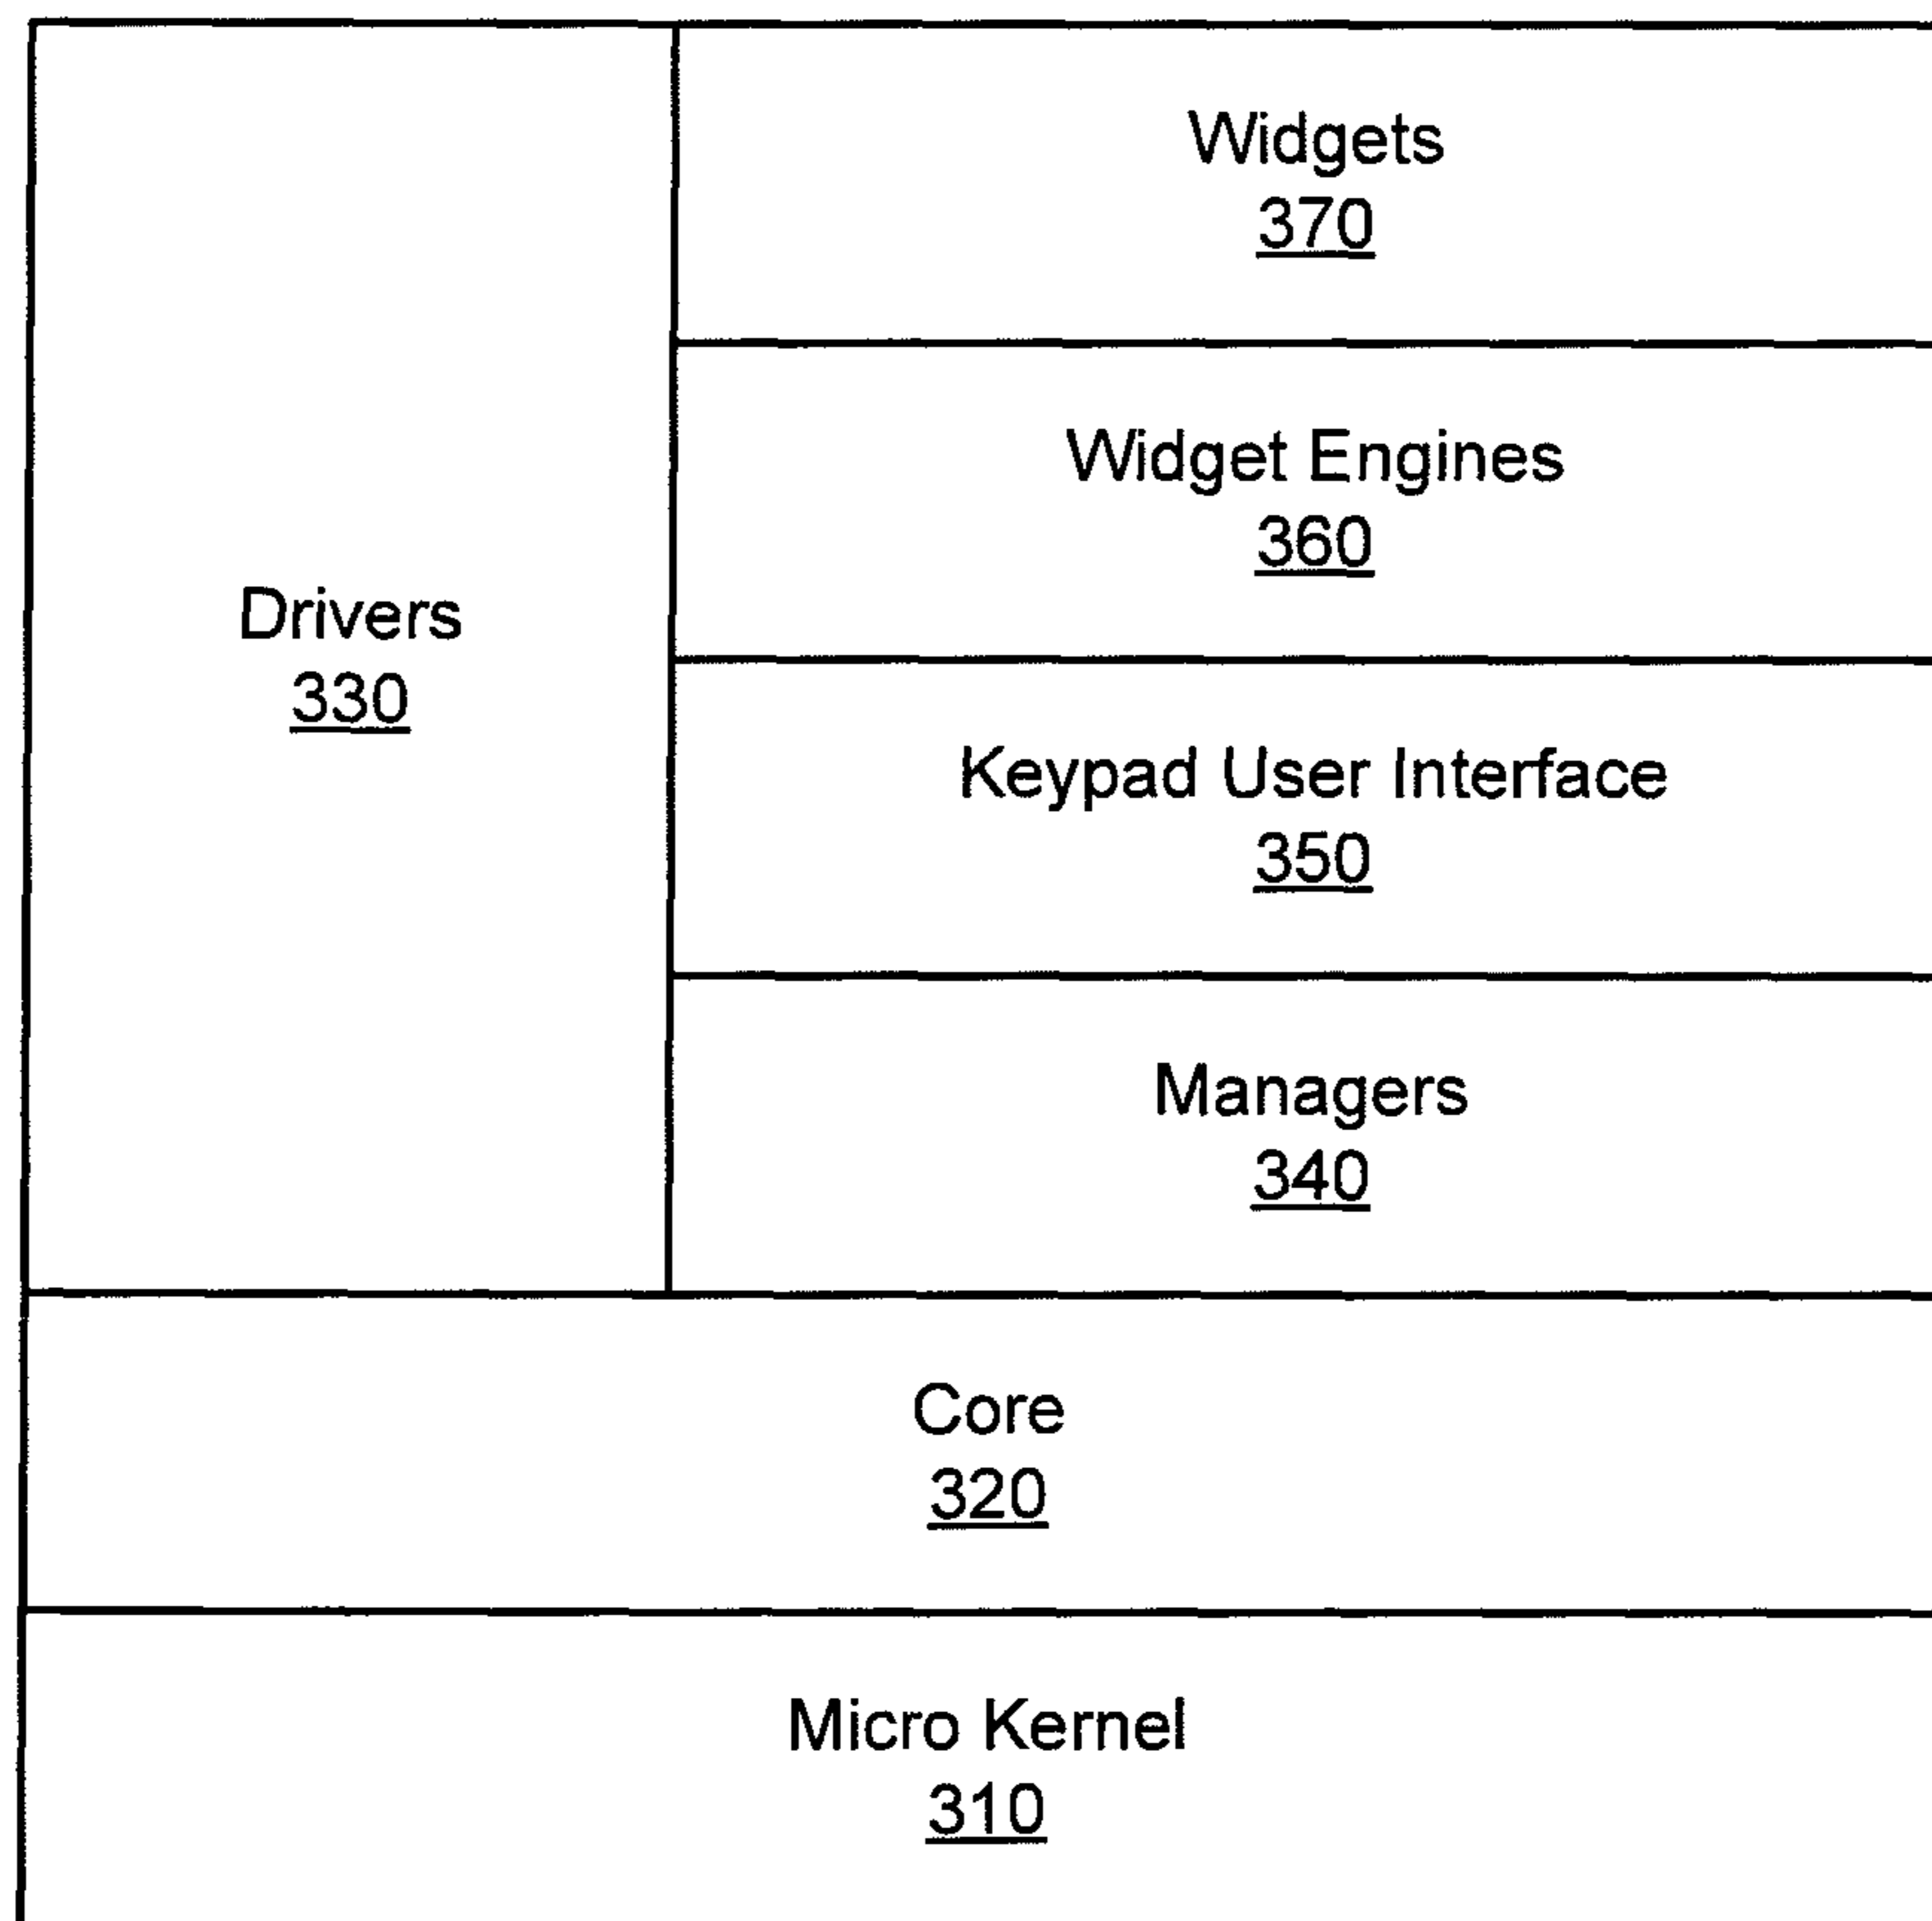 Widgets
370
Widget Engines
360
Drivers
330
Keypad User Interface
350
Managers
340
Core
320
Micro Kernel
310